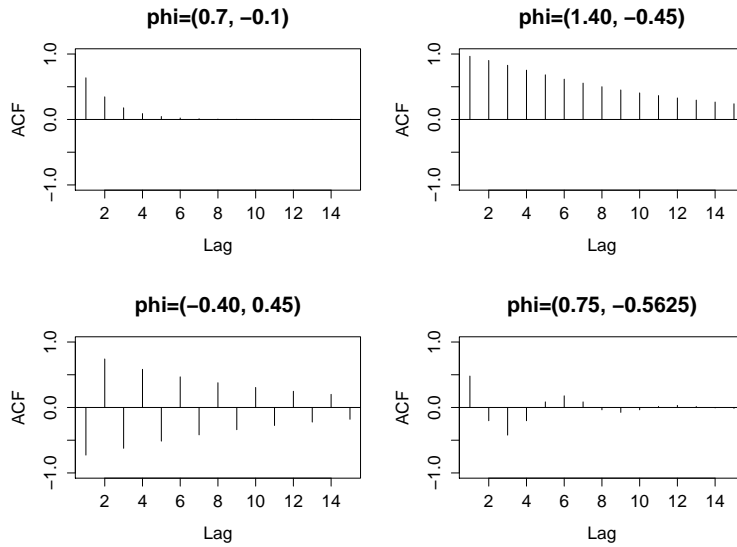 phi=(0.7, −0.1)
ACF
1.0
0.0
−1.0
2 4 6 8 10 12 14
Lag
phi=(1.40, −0.45)
ACF
1.0
0.0
−1.0
2 4 6 8 10 12 14
Lag
phi=(−0.40, 0.45)
ACF
1.0
0.0
−1.0
2 4 6 8 10 12 14
Lag
phi=(0.75, −0.5625)
ACF
1.0
0.0
−1.0
2 4 6 8 10 12 14
Lag